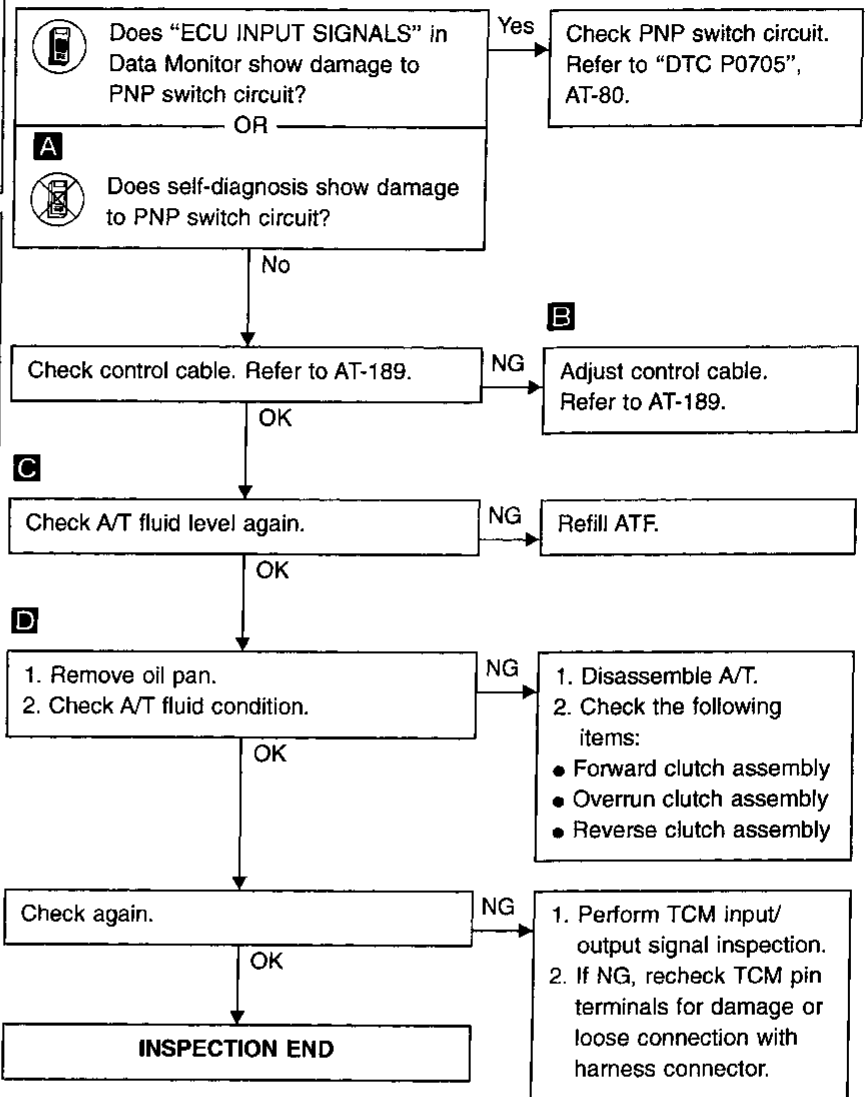 Does "ECU INPUT SIGNALS" in
Data Monitor show damage to
PNP switch circuit?
OR
A
Does self-diagnosis show damage
to PNP switch circuit?
Yes
Check PNP switch circuit.
Refer to "DTC P0705",
AT-80.
No
Check control cable. Refer to AT-189.
NG
B
Adjust control cable.
Refer to AT-189.
OK
C
Check A/T fluid level again.
NG
Refill ATF.
OK
D
1. Remove oil pan.
2. Check A/T fluid condition.
NG
1. Disassemble A/T.
2. Check the following
items:
• Forward clutch assembly
• Overrun clutch assembly
• Reverse clutch assembly
OK
Check again.
NG
1. Perform TCM input/
output signal inspection.
2. If NG, recheck TCM pin
terminals for damage or
loose connection with
harness connector.
OK
INSPECTION END